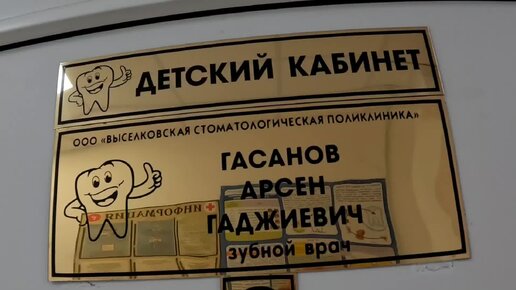 ДЕТСКИЙ КАБИНЕТ
ООО «ВЫСЕЛКОВСКАЯ СТОМАТОЛОГИЧЕСКАЯ ПОЛИКЛИНИКА»
ГАСАНОВ
АРСЕН
ГАДЖИЕВИЧ
зубной врач
ИНФОРМАЦИЯ